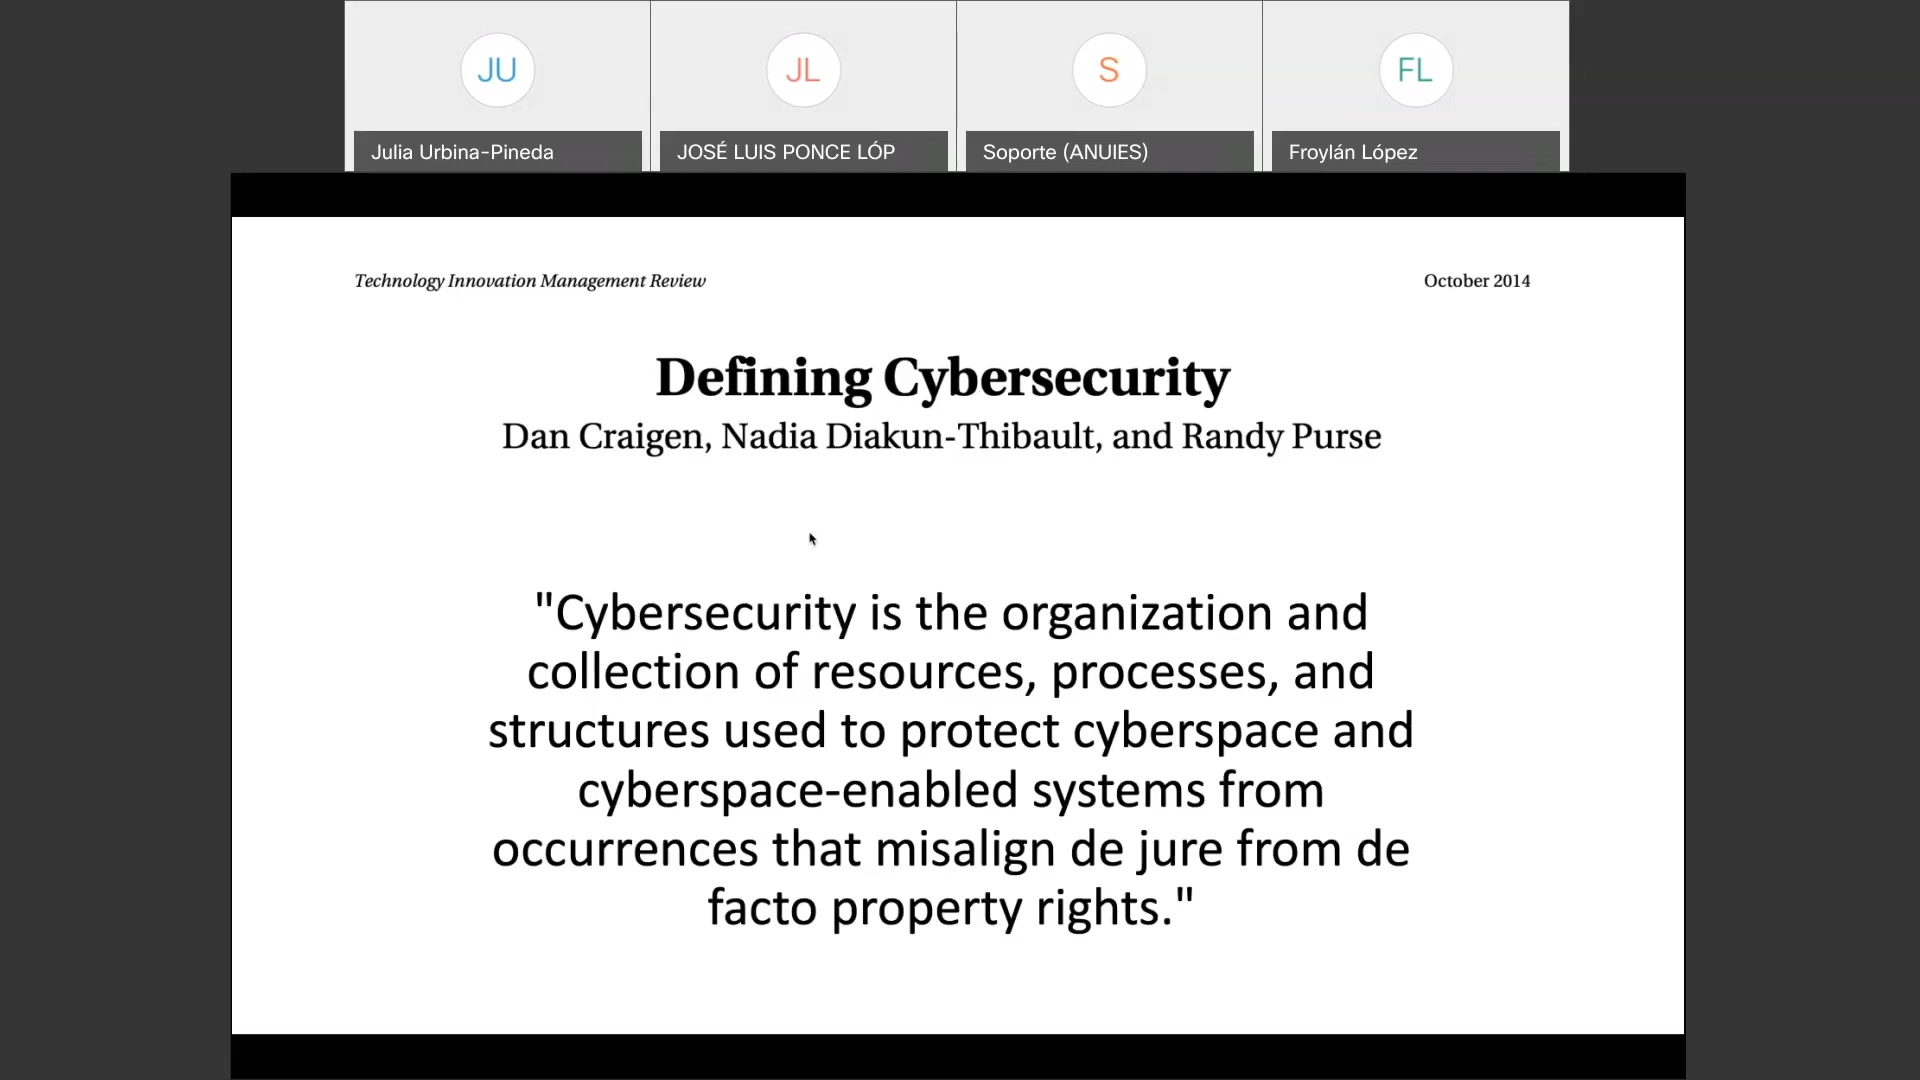 JU
JL
S
FL
Julia Urbina-Pineda
JOSÉ LUIS PONCE LÓP
Soporte (ANUIES)
Froylán López
Technology Innovation Management Review
October 2014
Defining Cybersecurity
Dan Craigen, Nadia Diakun-Thibault, and Randy Purse
"Cybersecurity is the organization and
collection of resources, processes, and
structures used to protect cyberspace and
cyberspace-enabled systems from
occurrences that misalign de jure from de
facto property rights."